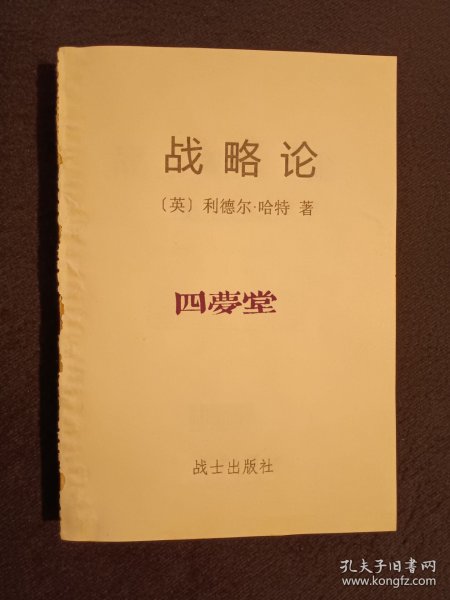 战略论
〔英〕利德尔·哈特 著
四夢堂
战士出版社
孔夫子旧书网
www.kongfz.com